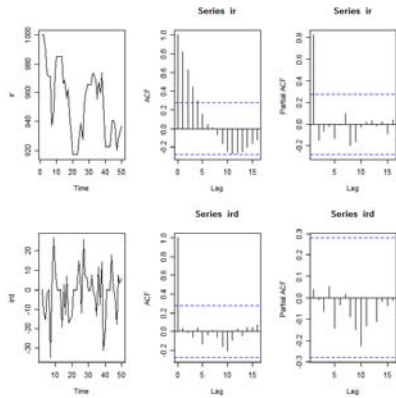 Series ir
Series ir
ir
920 940 960 980 1000
0 10 20 30 40 50
Time
ACF
-0.2 0.0 0.2 0.4 0.6 0.8 1.0
0 5 10 15
Lag
Partial ACF
-0.2 0.0 0.2 0.4 0.6 0.8
5 10 15
Lag
Series ird
Series ird
ird
-30 -20 -10 0 10 20
0 10 20 30 40 50
Time
ACF
-0.2 0.0 0.2 0.4 0.6 0.8 1.0
0 5 10 15
Lag
Partial ACF
-0.3 -0.2 -0.1 0.0 0.1 0.2 0.3
5 10 15
Lag